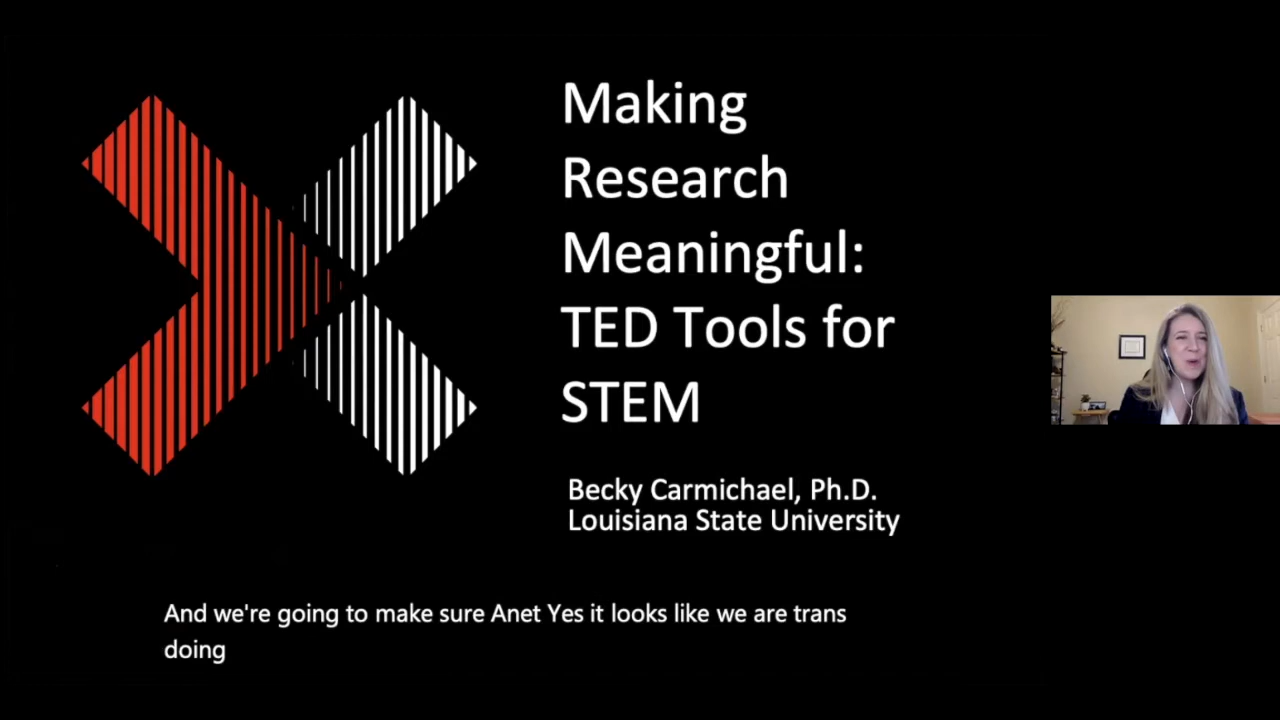 Making
Research
Meaningful:
TED Tools for
STEM
Becky Carmichael, Ph.D.
Louisiana State University
And we're going to make sure Anet Yes it looks like we are trans
doing